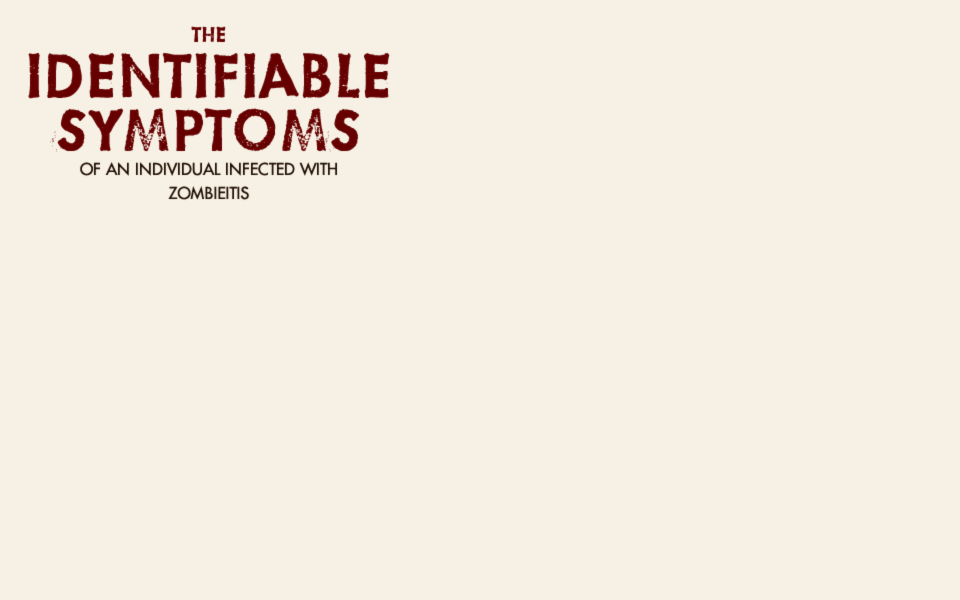 THE
IDENTIFIABLE
SYMPTOMS
OF AN INDIVIDUAL INFECTED WITH
ZOMBIEITIS